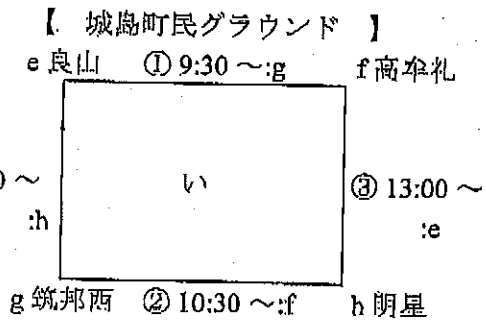 【 城島町民グラウンド 】
e 良山 ① 9:30 ～:g f 高牟礼
0 ～ い ③ 13:00 ～
:h :e
g 筑邦西 ② 10:30 ～:f h 明星